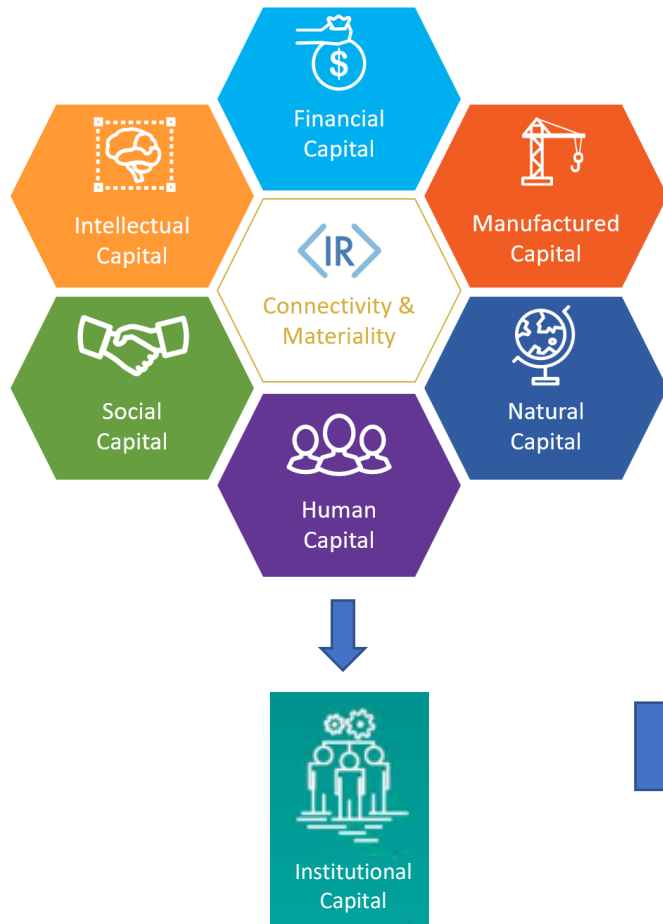 $
Financial
Capital
Intellectual
Capital
Manufactured
Capital
<IR>
Connectivity &
Materiality
Social
Capital
Natural
Capital
Human
Capital
Institutional
Capital